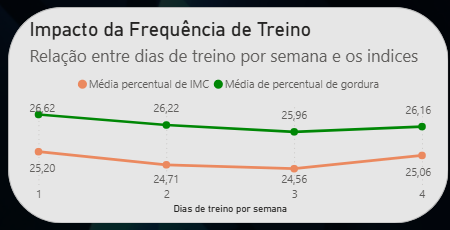 Impacto da Frequência de Treino
Relação entre dias de treino por semana e os indices
Média percentual de IMC Média de percentual de gordura
26,62 26,22 25,96 26,16
25,20 24,71 24,56 25,06
1 2 3 4
Dias de treino por semana